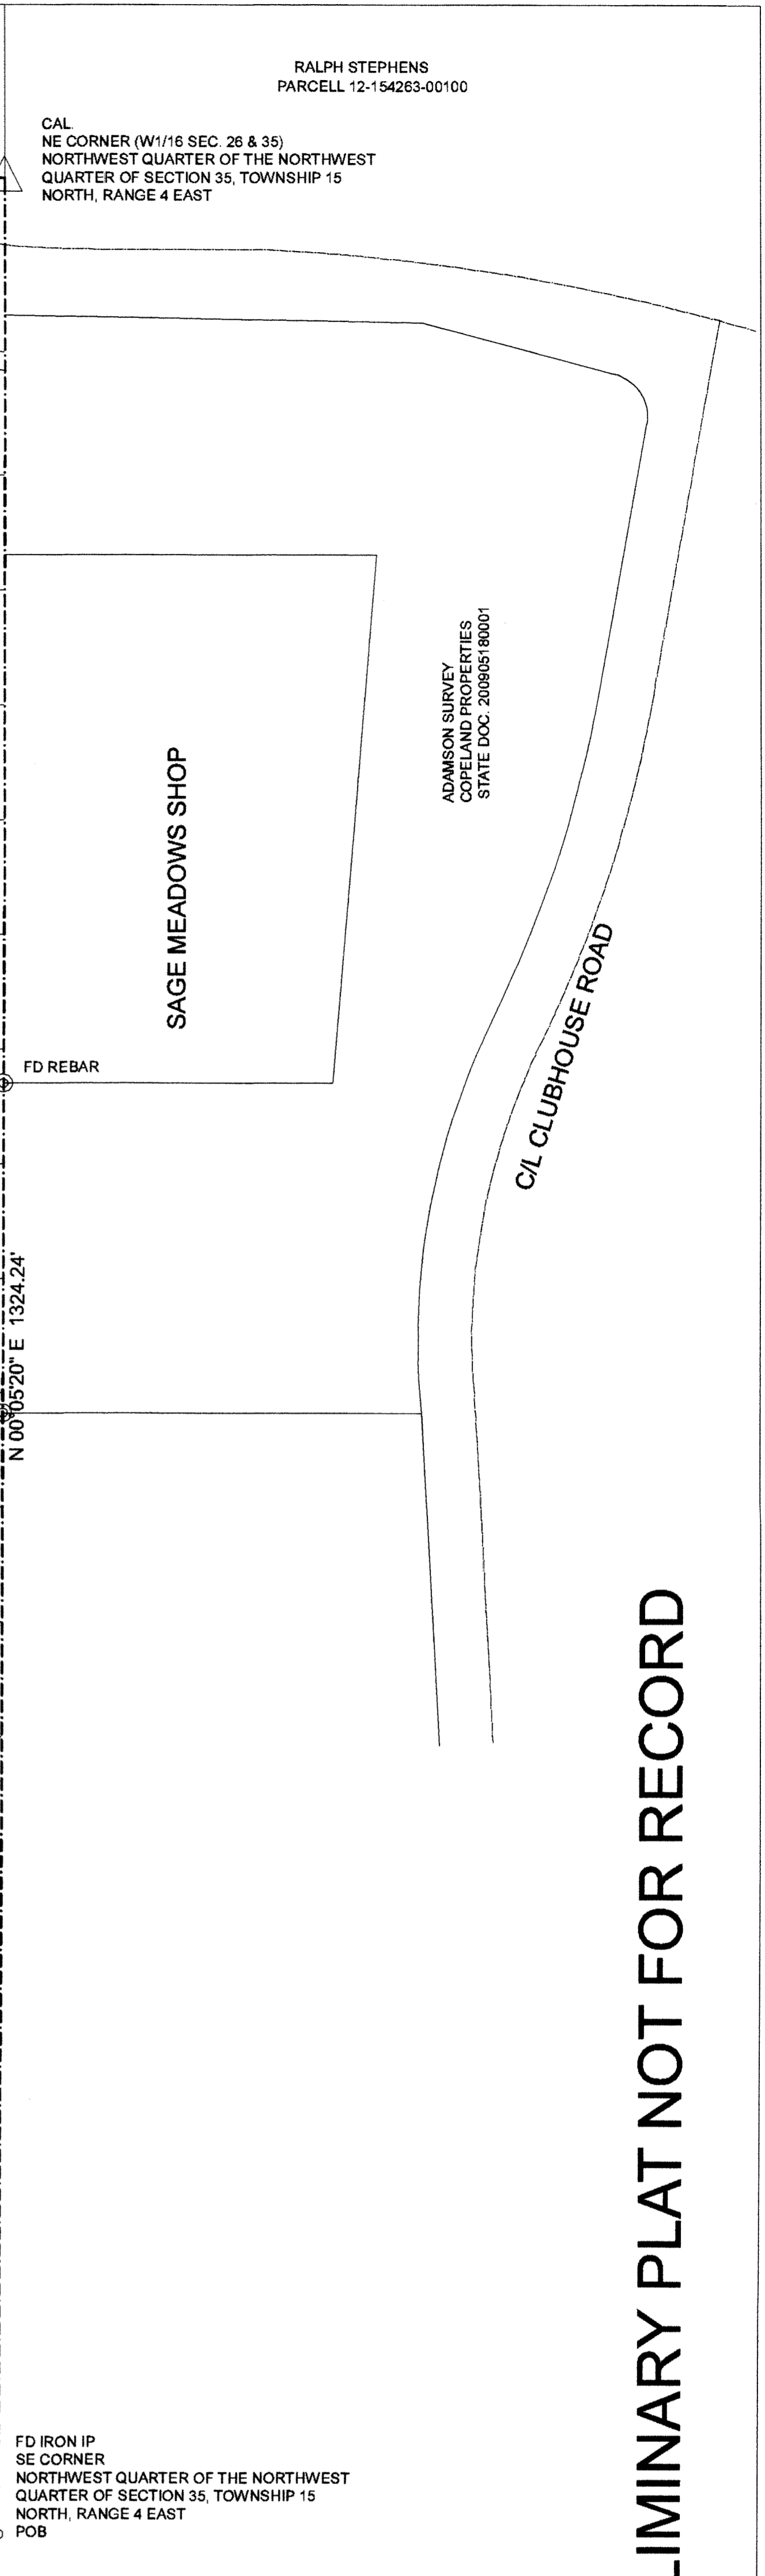 RALPH STEPHENS
PARCELL 12-154263-00100
CAL.
NE CORNER (W1/16 SEC. 26 & 35)
NORTHWEST QUARTER OF THE NORTHWEST
QUARTER OF SECTION 35, TOWNSHIP 15
NORTH, RANGE 4 EAST
ADAMSON SURVEY
COPELAND PROPERTIES
STATE DOC. 200905180001
SAGE MEADOWS SHOP
C/L CLUBHOUSE ROAD
FD REBAR
N 00°05'20" E 1324.24'
LIMINARY PLAT NOT FOR RECORD
FD IRON IP
SE CORNER
NORTHWEST QUARTER OF THE NORTHWEST
QUARTER OF SECTION 35, TOWNSHIP 15
NORTH, RANGE 4 EAST
POB